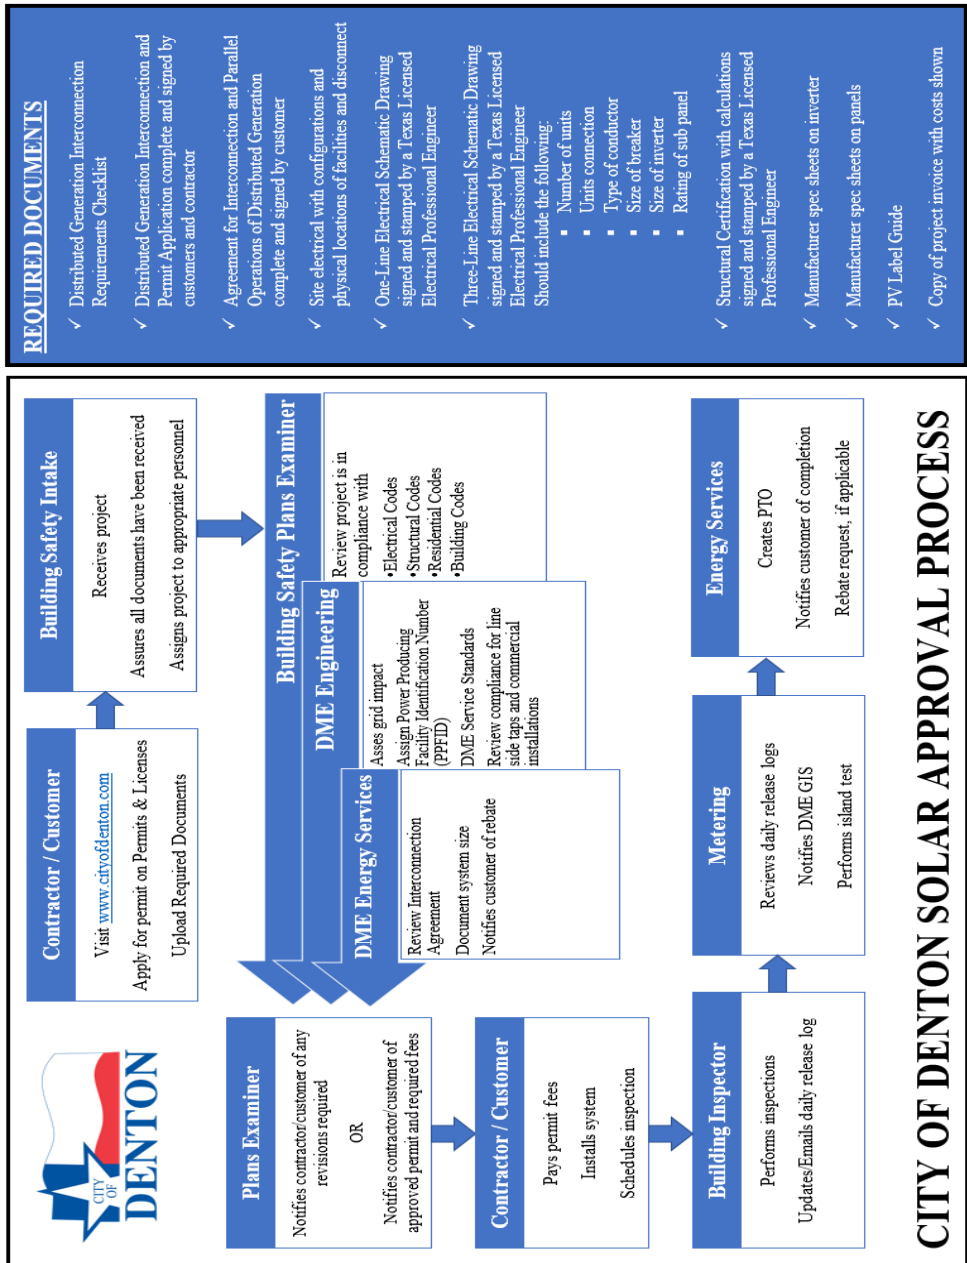 CITY
OF
DENTON
Contractor / Customer
Visit www.cityofdenton.com
Apply for permit on Permits & Licenses
Upload Required Documents
Building Safety Intake
Receives project
Assures all documents have been received
Assigns project to appropriate personnel
Building Safety Plans Examiner
Review project is in
compliance with
•Electrical Codes
•Structural Codes
•Residential Codes
•Building Codes
DME Engineering
Asses grid impact
Assign Power Producing
Facility Identification Number
(PPFID)
DME Service Standards
Review compliance for line
side taps and commercial
installations
DME Energy Services
Review Interconnection
Agreement
Document system size
Notifies customer of rebate
Plans Examiner
Notifies contractor/customer of any
revisions required
OR
Notifies contractor/customer of
approved permit and required fees
Contractor / Customer
Pays permit fees
Installs system
Schedules inspection
Building Inspector
Performs inspections
Updates/Emails daily release log
Metering
Reviews daily release logs
Notifies DME GIS
Performs island test
Energy Services
Creates PTO
Notifies customer of completion
Rebate request, if applicable
CITY OF DENTON SOLAR APPROVAL PROCESS
REQUIRED DOCUMENTS
✓ Distributed Generation Interconnection
Requirements Checklist
✓ Distributed Generation Interconnection and
Permit Application complete and signed by
customers and contractor
✓ Agreement for Interconnection and Parallel
Operations of Distributed Generation
complete and signed by customer
✓ Site electrical with configurations and
physical locations of facilities and disconnect
✓ One-Line Electrical Schematic Drawing
signed and stamped by a Texas Licensed
Electrical Professional Engineer
✓ Three-Line Electrical Schematic Drawing
signed and stamped by a Texas Licensed
Electrical Professional Engineer
Should include the following:
▪ Number of units
▪ Units connection
▪ Type of conductor
▪ Size of breaker
▪ Size of inverter
▪ Rating of sub panel
✓ Structural Certification with calculations
signed and stamped by a Texas Licensed
Professional Engineer
✓ Manufacturer spec sheets on inverter
✓ Manufacturer spec sheets on panels
✓ PV Label Guide
✓ Copy of project invoice with costs shown